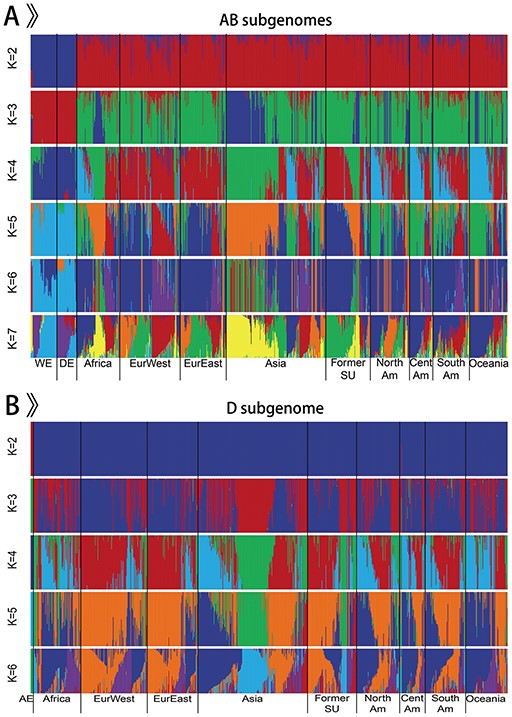 A
AB subgenomes
K=2
K=3
K=4
K=5
K=6
K=7
WE DE Africa EurWest EurEast Asia Former SU North Am Cent Am South Am Oceania
B
D subgenome
K=2
K=3
K=4
K=5
K=6
AE Africa EurWest EurEast Asia Former SU North Am Cent Am South Am Oceania